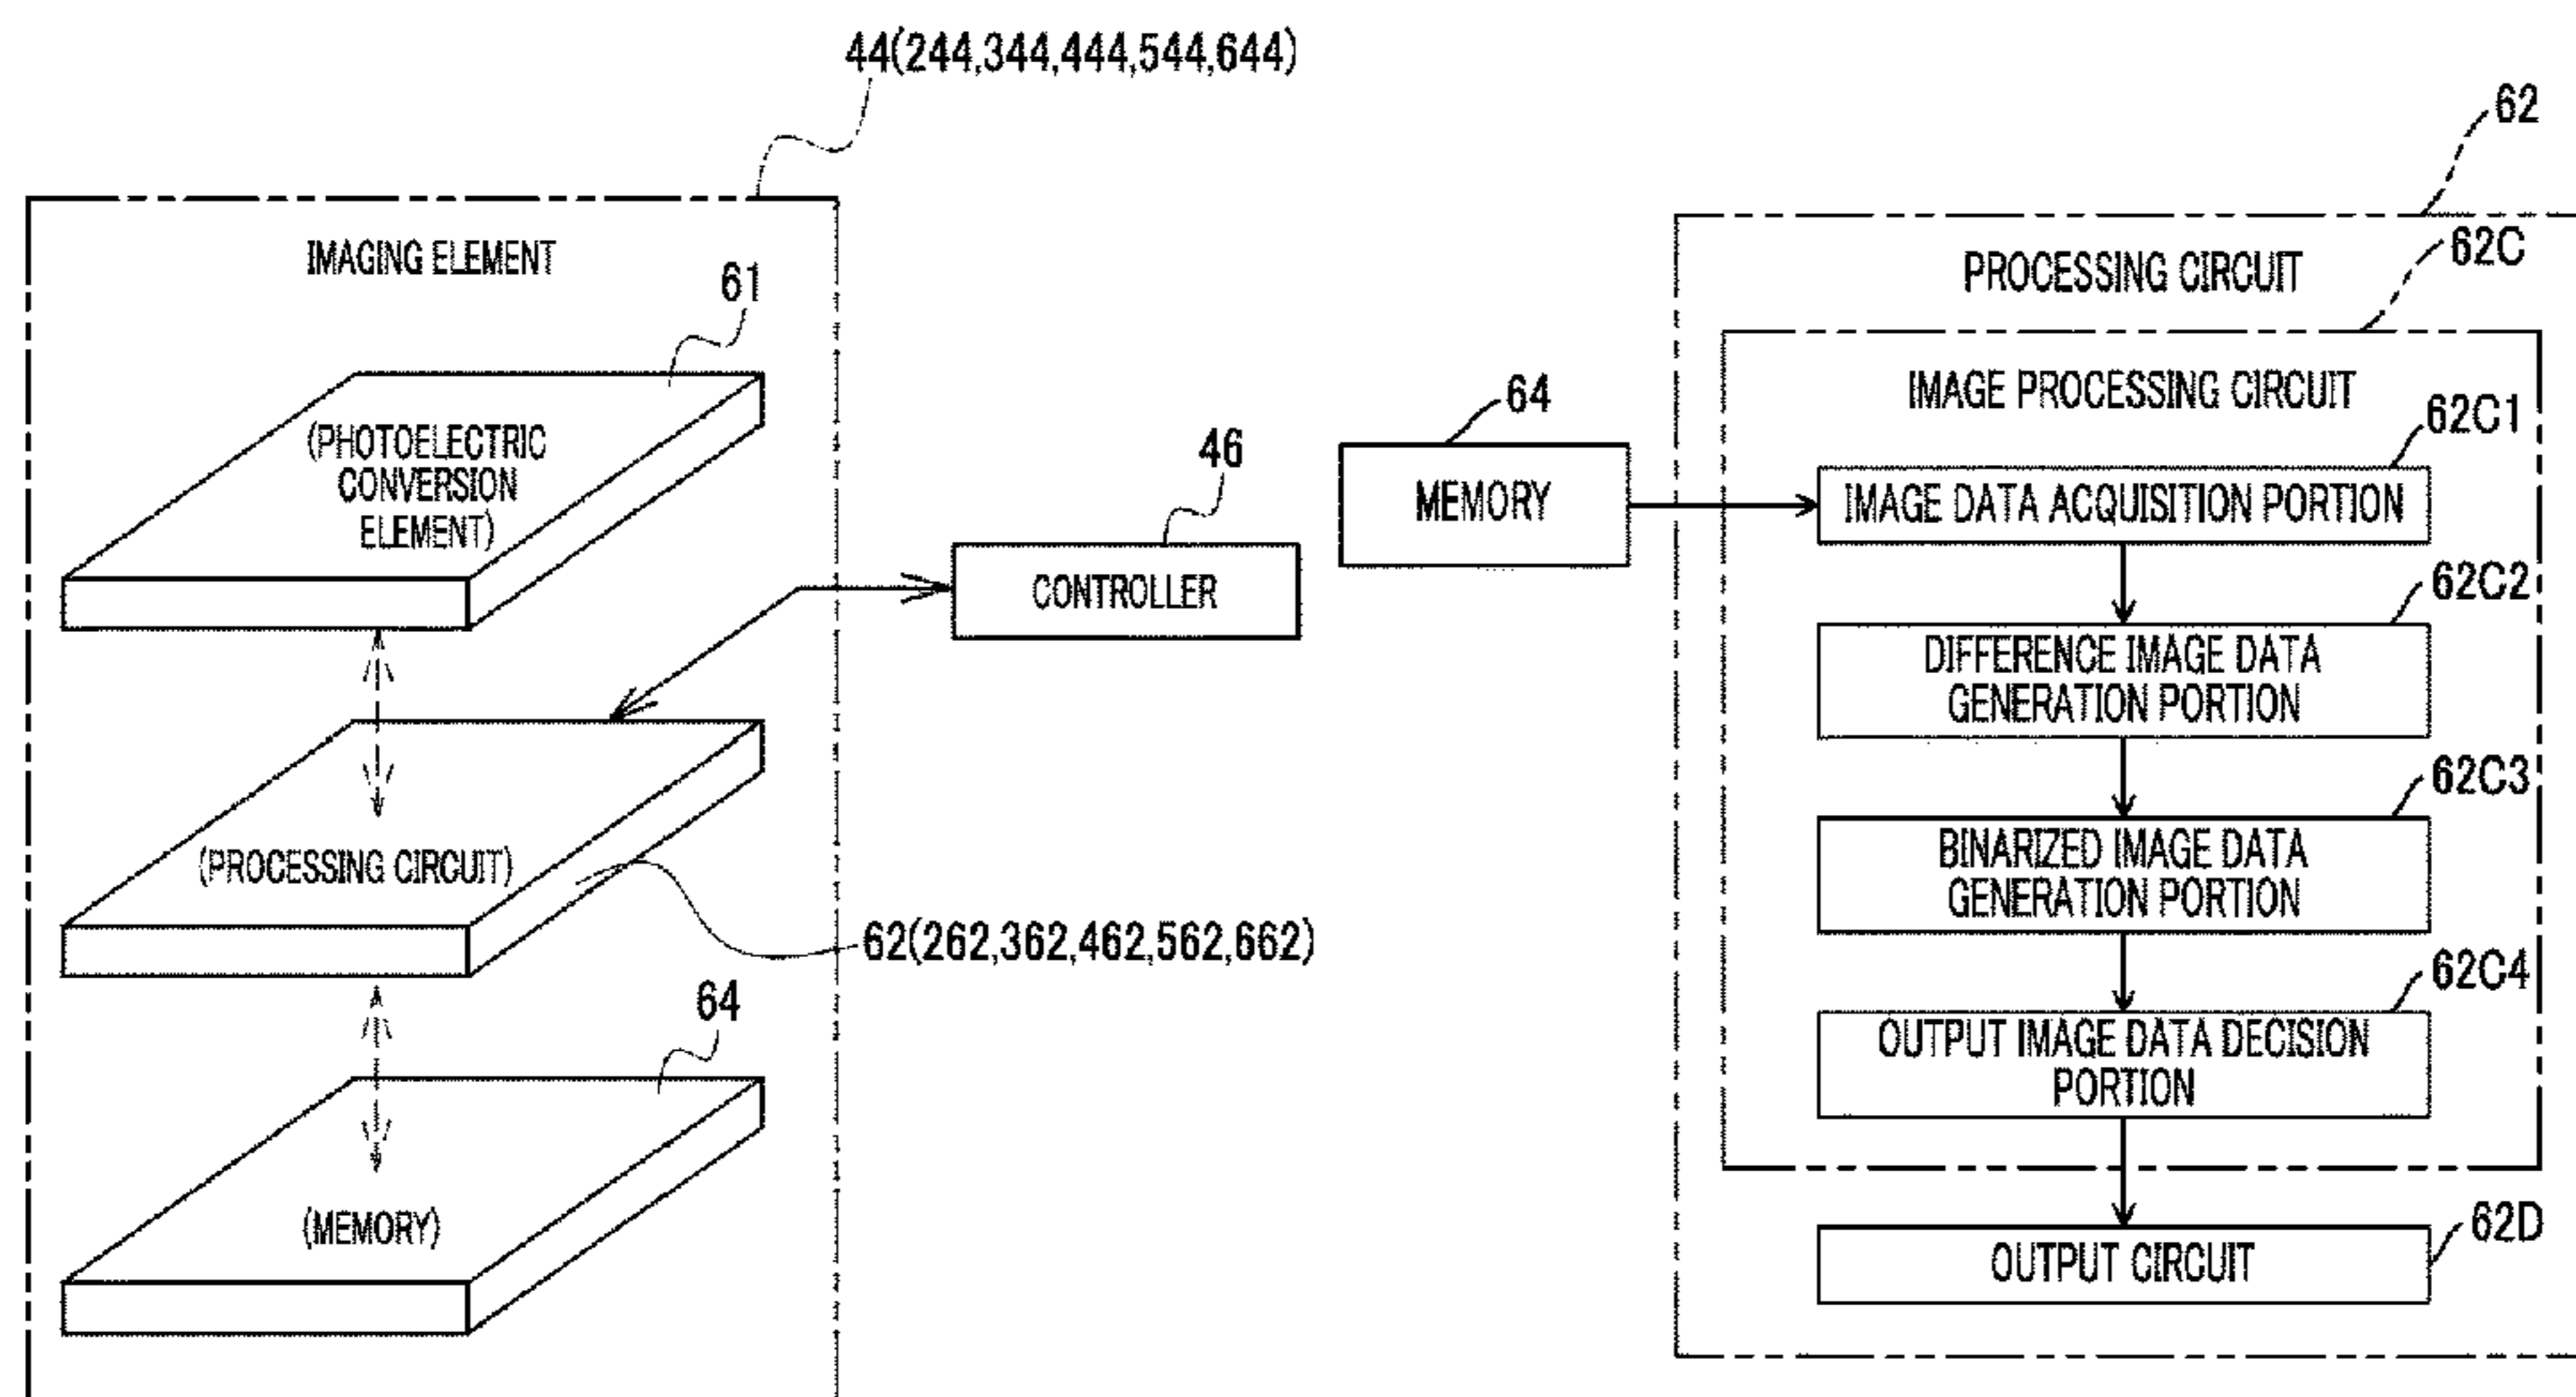 44(244,344,444,544,644)
IMAGING ELEMENT
61
(PHOTOELECTRIC
CONVERSION
ELEMENT)
46
CONTROLLER
(PROCESSING CIRCUIT)
62(262,362,462,562,662)
64
(MEMORY)
62
PROCESSING CIRCUIT
62C
IMAGE PROCESSING CIRCUIT
64
MEMORY
62C1
IMAGE DATA ACQUISITION PORTION
62C2
DIFFERENCE IMAGE DATA
GENERATION PORTION
62C3
BINARIZED IMAGE DATA
GENERATION PORTION
62C4
OUTPUT IMAGE DATA DECISION
PORTION
62D
OUTPUT CIRCUIT